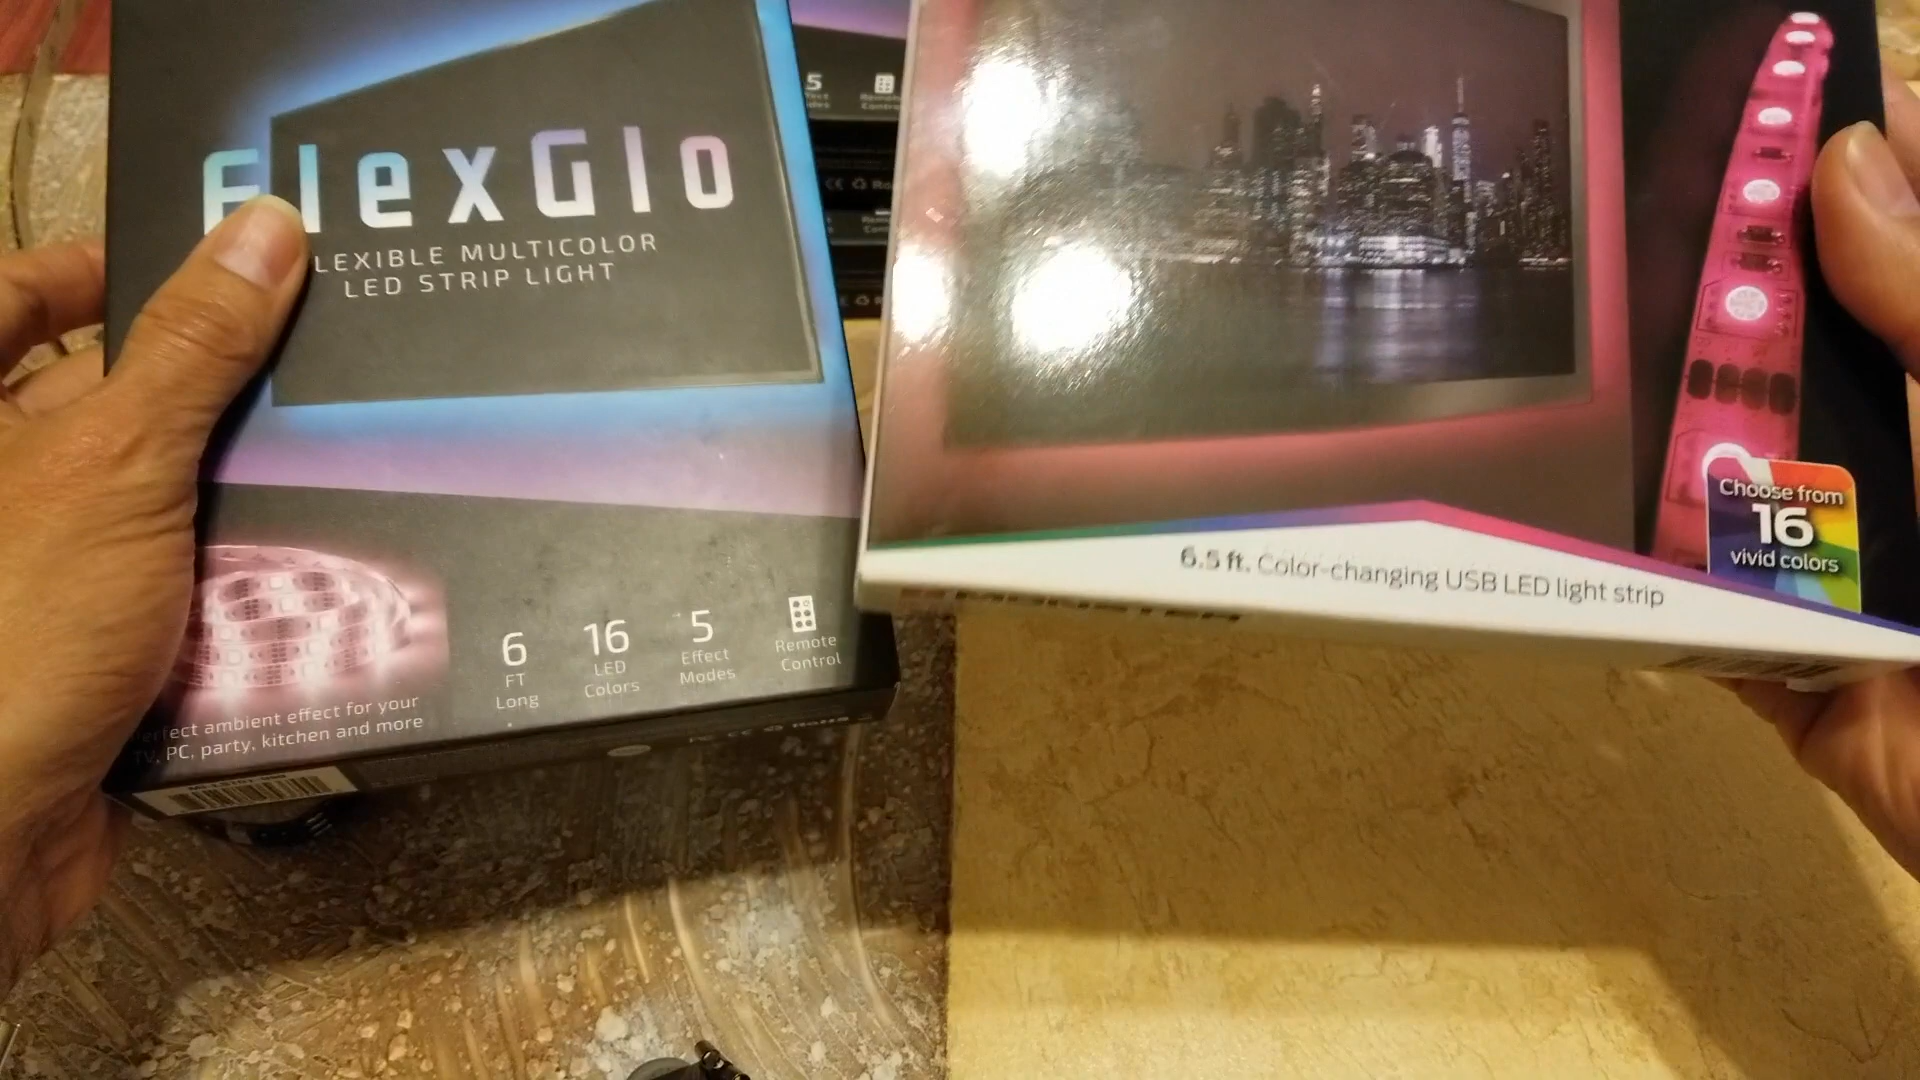 FlexGlo
LEXIBLE MULTICOLOR
LED STRIP LIGHT
6
FT
Long
16
LED
Colors
5
Effect
Modes
Remote
Control
ect ambient effect for your
TV, PC, party, kitchen and more
5
Choose from
16
vivid colors
6.5 ft. Color-changing USB LED light strip